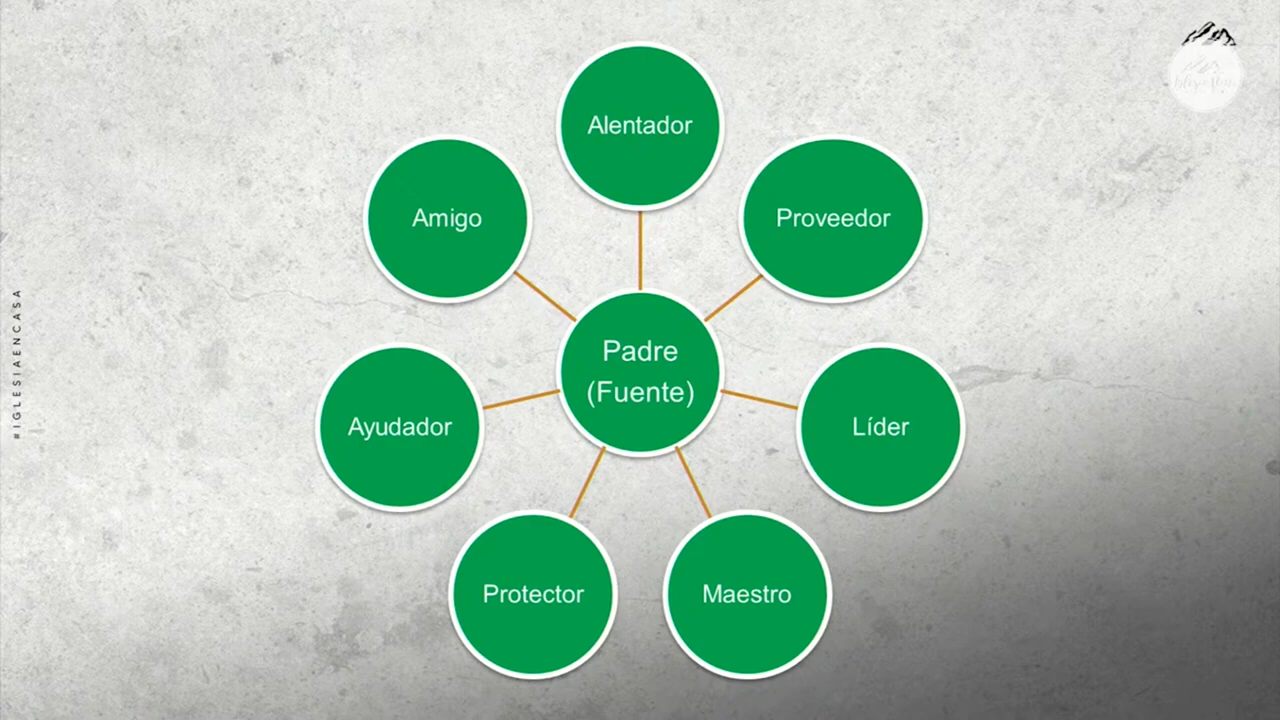 Alentador
Proveedor
Líder
Maestro
Protector
Ayudador
Amigo
Padre
(Fuente)
#IGLESIAENCASA